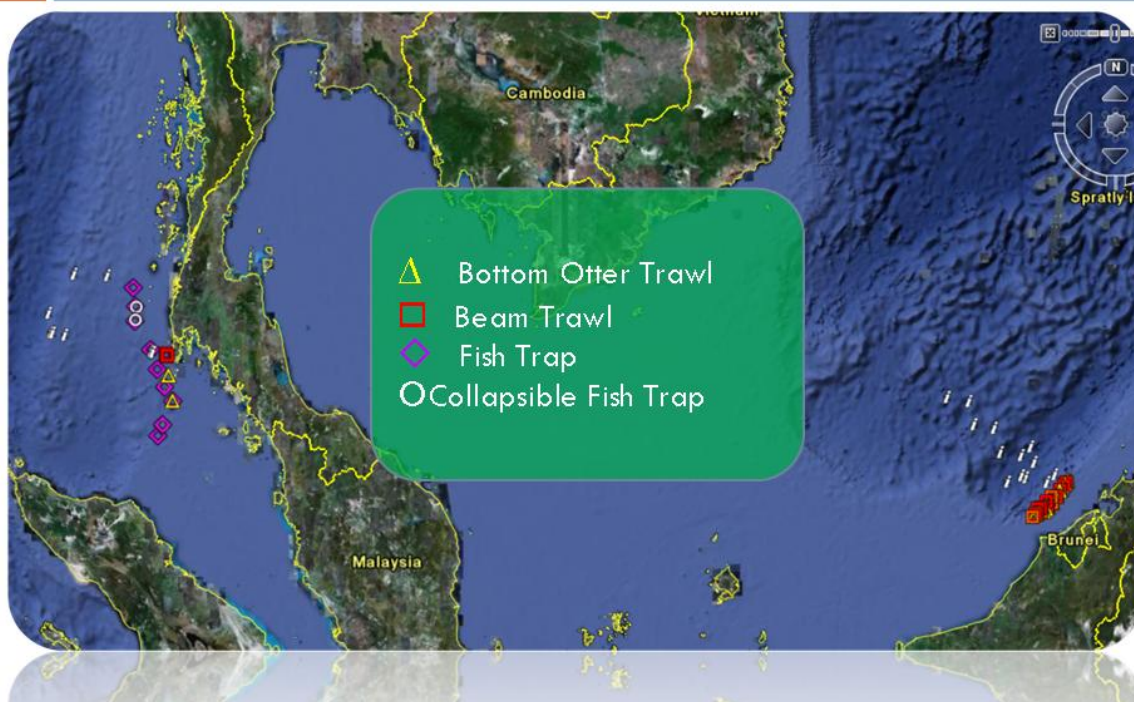 Vietnam
Cambodia
N
Spratly I
Bottom Otter Trawl
Beam Trawl
Fish Trap
Collapsible Fish Trap
Brunei
Malaysia